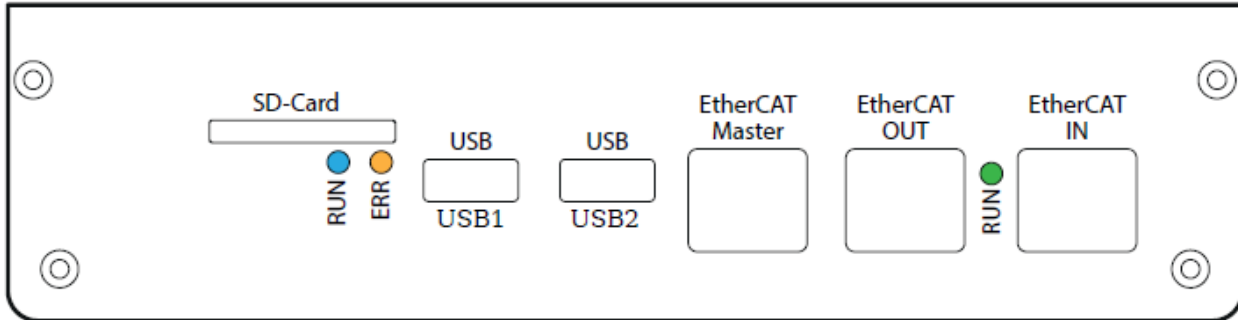 SD-Card
RUN
ERR
USB
USB1
USB
USB2
EtherCAT
Master
EtherCAT
OUT
RUN
EtherCAT
IN